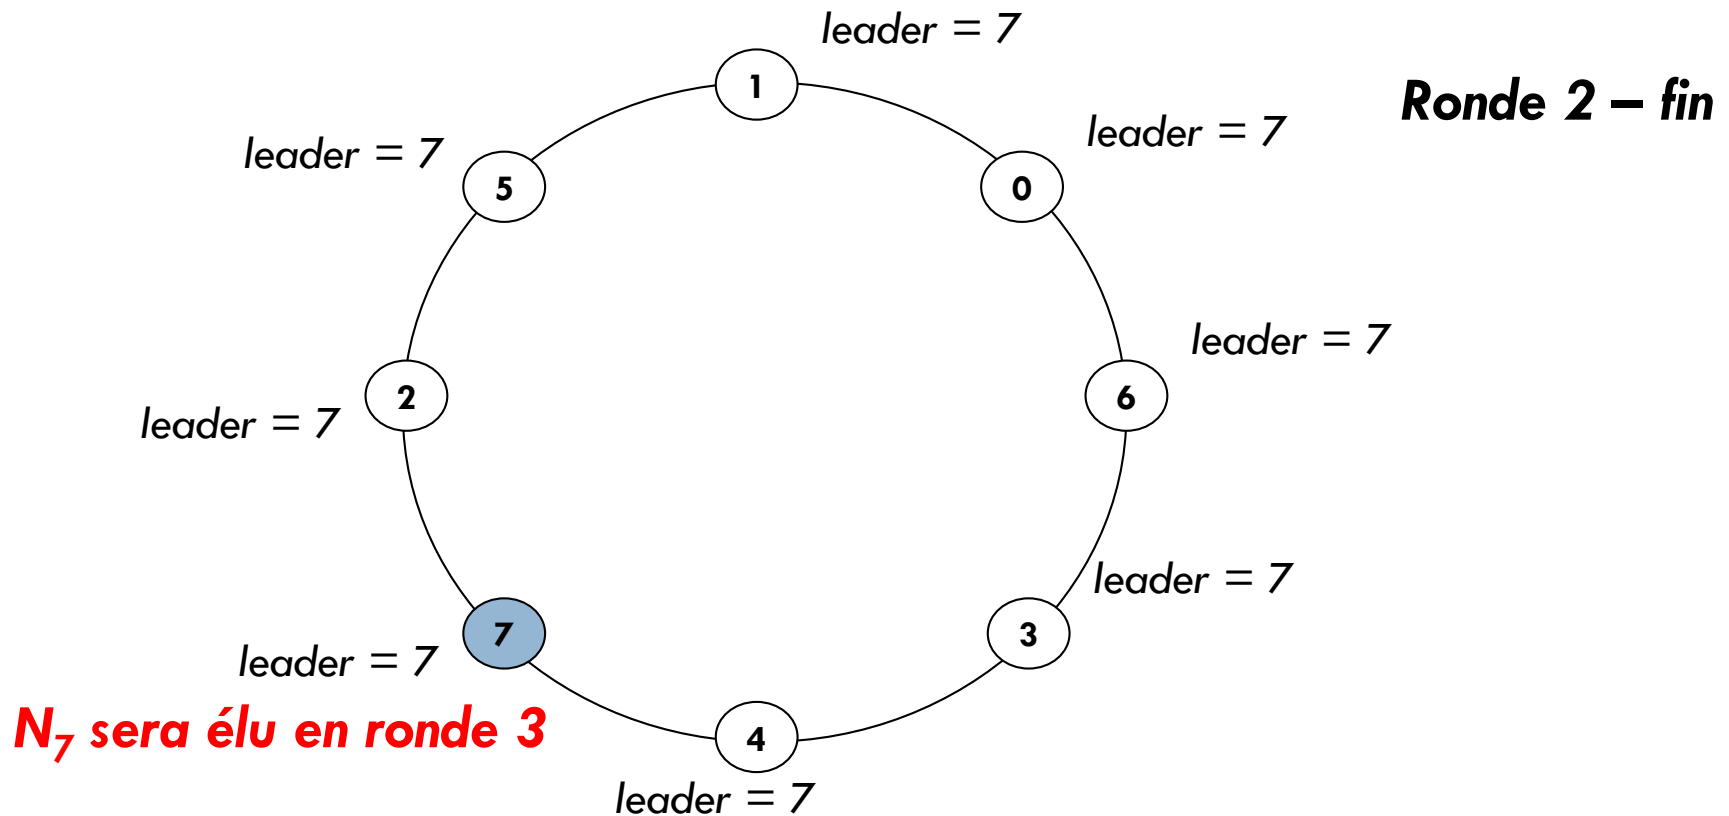 leader = 7
1
Ronde 2 – fin
leader = 7
leader = 7
5
0
leader = 7
2
6
leader = 7
leader = 7
7
3
leader = 7
N₇ sera élu en ronde 3
4
leader = 7